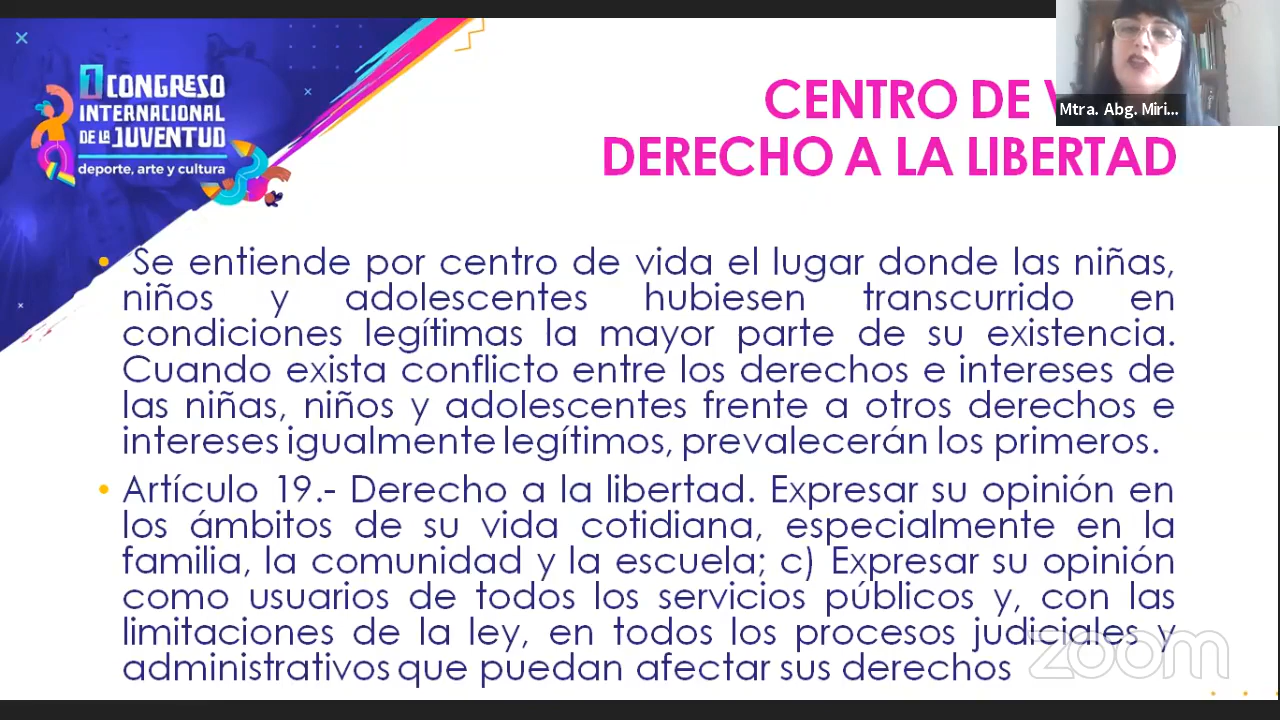 1 CONGRESO
INTERNACIONAL
DE LA JUVENTUD
deporte, arte y cultura
CENTRO DE
DERECHO A LA LIBERTAD
Mtra. Abg. Miri...
• Se entiende por centro de vida el lugar donde las niñas,
niños y adolescentes hubiesen transcurrido en
condiciones legítimas la mayor parte de su existencia.
Cuando exista conflicto entre los derechos e intereses de
las niñas, niños y adolescentes frente a otros derechos e
intereses igualmente legítimos, prevalecerán los primeros.
• Artículo 19.- Derecho a la libertad. Expresar su opinión en
los ámbitos de su vida cotidiana, especialmente en la
familia, la comunidad y la escuela; c) Expresar su opinión
como usuarios de todos los servicios públicos y, con las
limitaciones de la ley, en todos los procesos judiciales y
administrativos que puedan afectar sus derechos
zoom